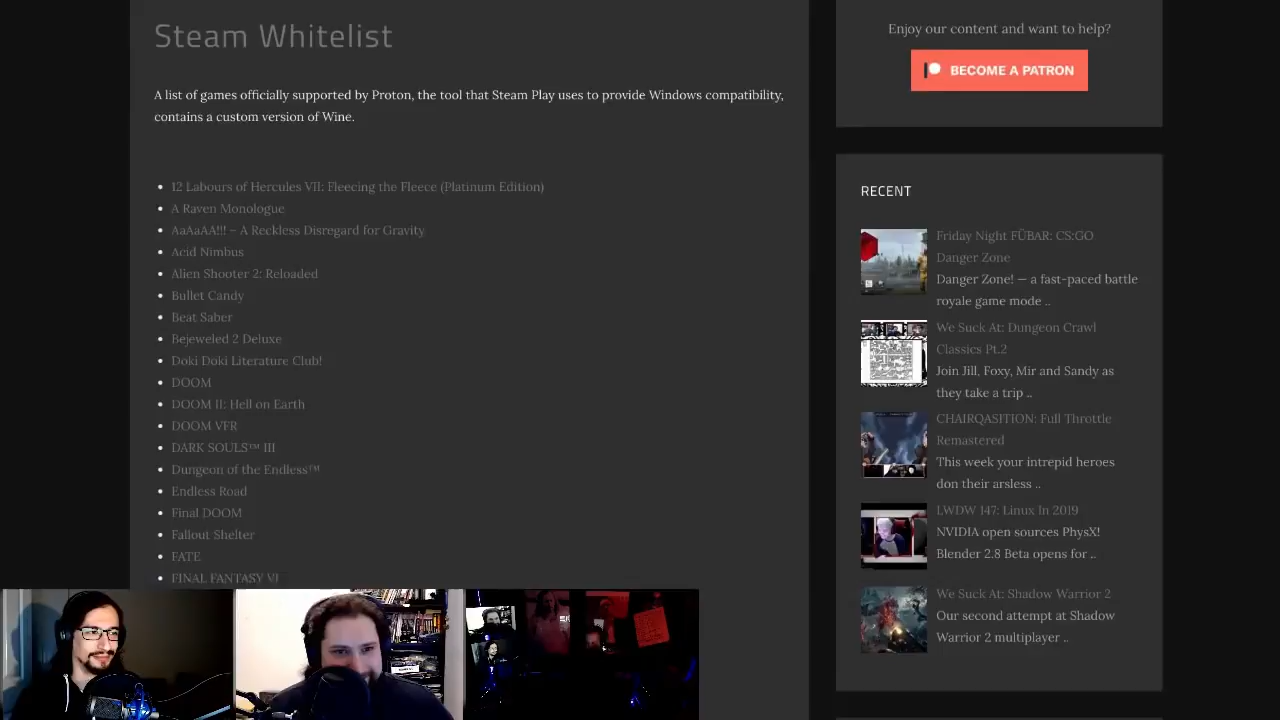 Steam Whitelist
A list of games officially supported by Proton, the tool that Steam Play uses to provide Windows compatibility,
contains a custom version of Wine.
12 Labours of Hercules VII: Fleecing the Fleece (Platinum Edition)
A Raven Monologue
AaAaAA!!! – A Reckless Disregard for Gravity
Acid Nimbus
Alien Shooter 2: Reloaded
Bullet Candy
Beat Saber
Bejeweled 2 Deluxe
Doki Doki Literature Club!
DOOM
DOOM II: Hell on Earth
DOOM VFR
DARK SOULS™ III
Dungeon of the Endless™
Endless Road
Final DOOM
Fallout Shelter
FATE
FINAL FANTASY VI
Enjoy our content and want to help?
BECOME A PATRON
RECENT
Friday Night FÜBAR: CS:GO
Danger Zone
Danger Zone! — a fast-paced battle
royale game mode ..
We Suck At: Dungeon Crawl
Classics Pt.2
Join Jill, Foxy, Mir and Sandy as
they take a trip ..
CHAIRQASITION: Full Throttle
Remastered
This week your intrepid heroes
don their arsless ..
LWDW 147: Linux In 2019
NVIDIA open sources PhysX!
Blender 2.8 Beta opens for ..
We Suck At: Shadow Warrior 2
Our second attempt at Shadow
Warrior 2 multiplayer ..